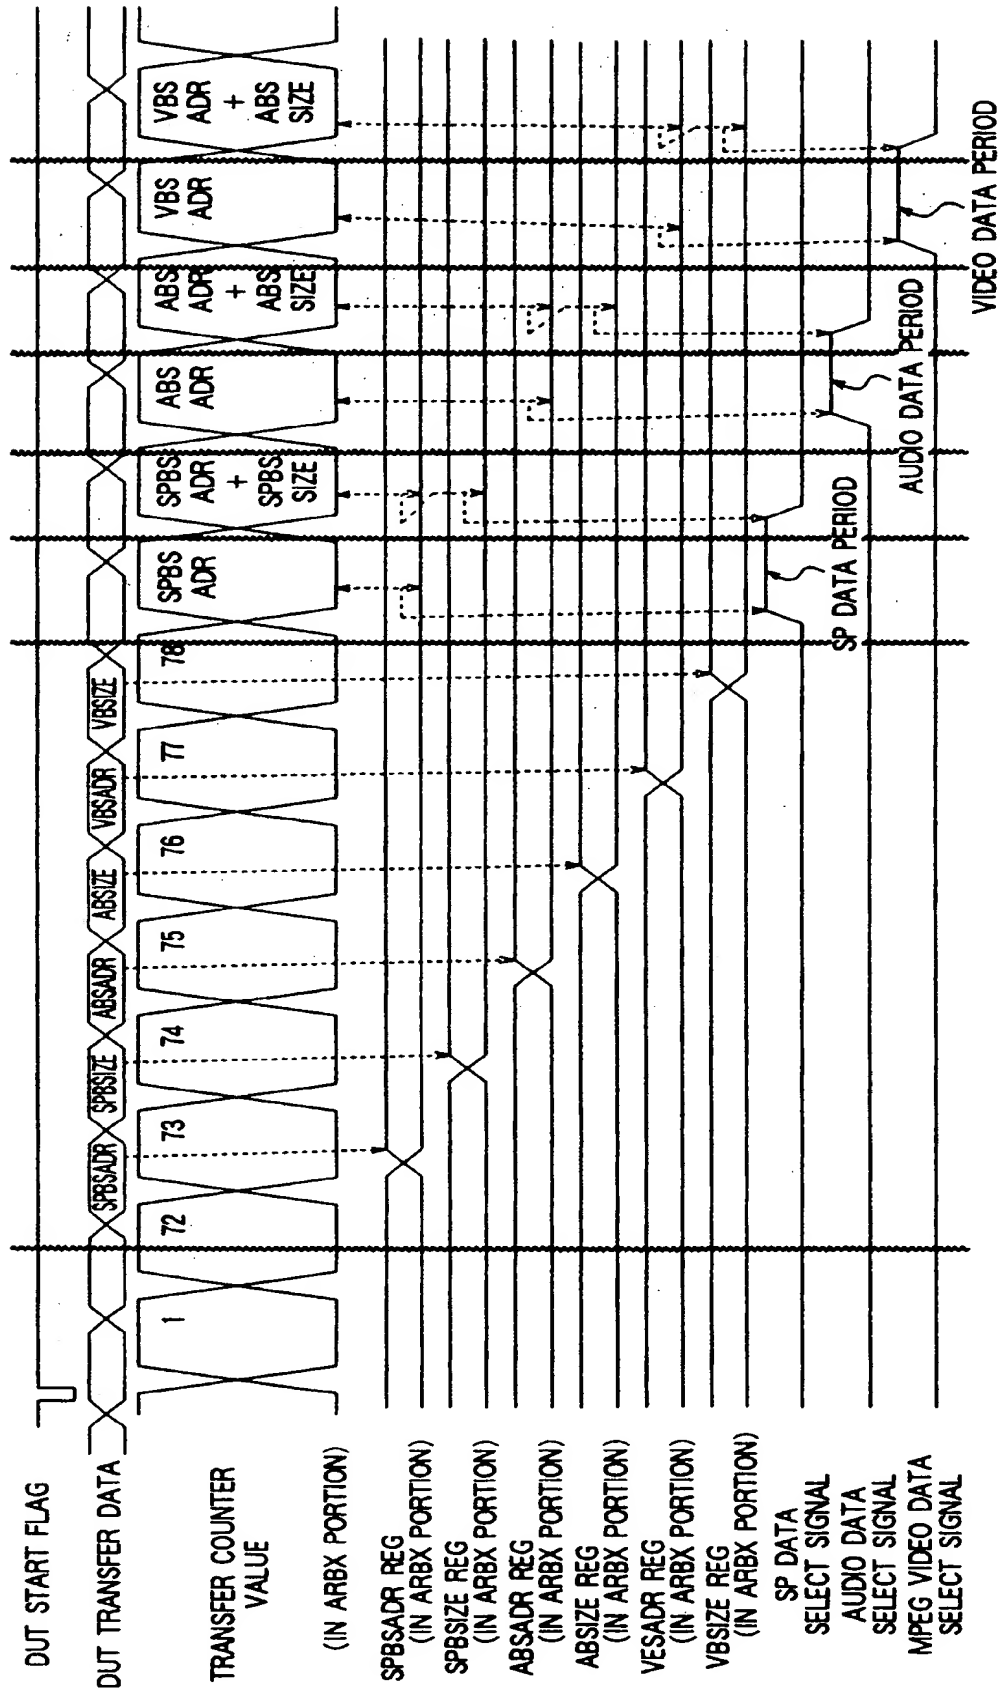 DUT START FLAG
DUT TRANSFER DATA
SPBSADR
SPBSIZE
ABSADR
ABSIZE
VBSADR
VBSIZE
TRANSFER COUNTER
VALUE
(IN ARBX PORTION)
1
72
73
74
75
76
77
78
SPBS
ADR
SPBS
ADR
+
SPBS
SIZE
ABS
ADR
ABS
ADR
+
ABS
SIZE
VBS
ADR
VBS
ADR
+
ABS
SIZE
SPBSADR REG
(IN ARBX PORTION)
SPBSIZE REG
(IN ARBX PORTION)
ABSADR REG
(IN ARBX PORTION)
ABSIZE REG
(IN ARBX PORTION)
VESADR REG
(IN ARBX PORTION)
VBSIZE REG
(IN ARBX PORTION)
SP DATA
SELECT SIGNAL
SP DATA PERIOD
AUDIO DATA
SELECT SIGNAL
AUDIO DATA PERIOD
MPEG VIDEO DATA
SELECT SIGNAL
VIDEO DATA PERIOD